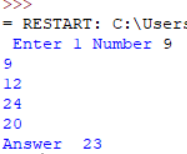 >>>
= RESTART: C:\Users
Enter 1 Number 9
9
12
24
20
Answer  23